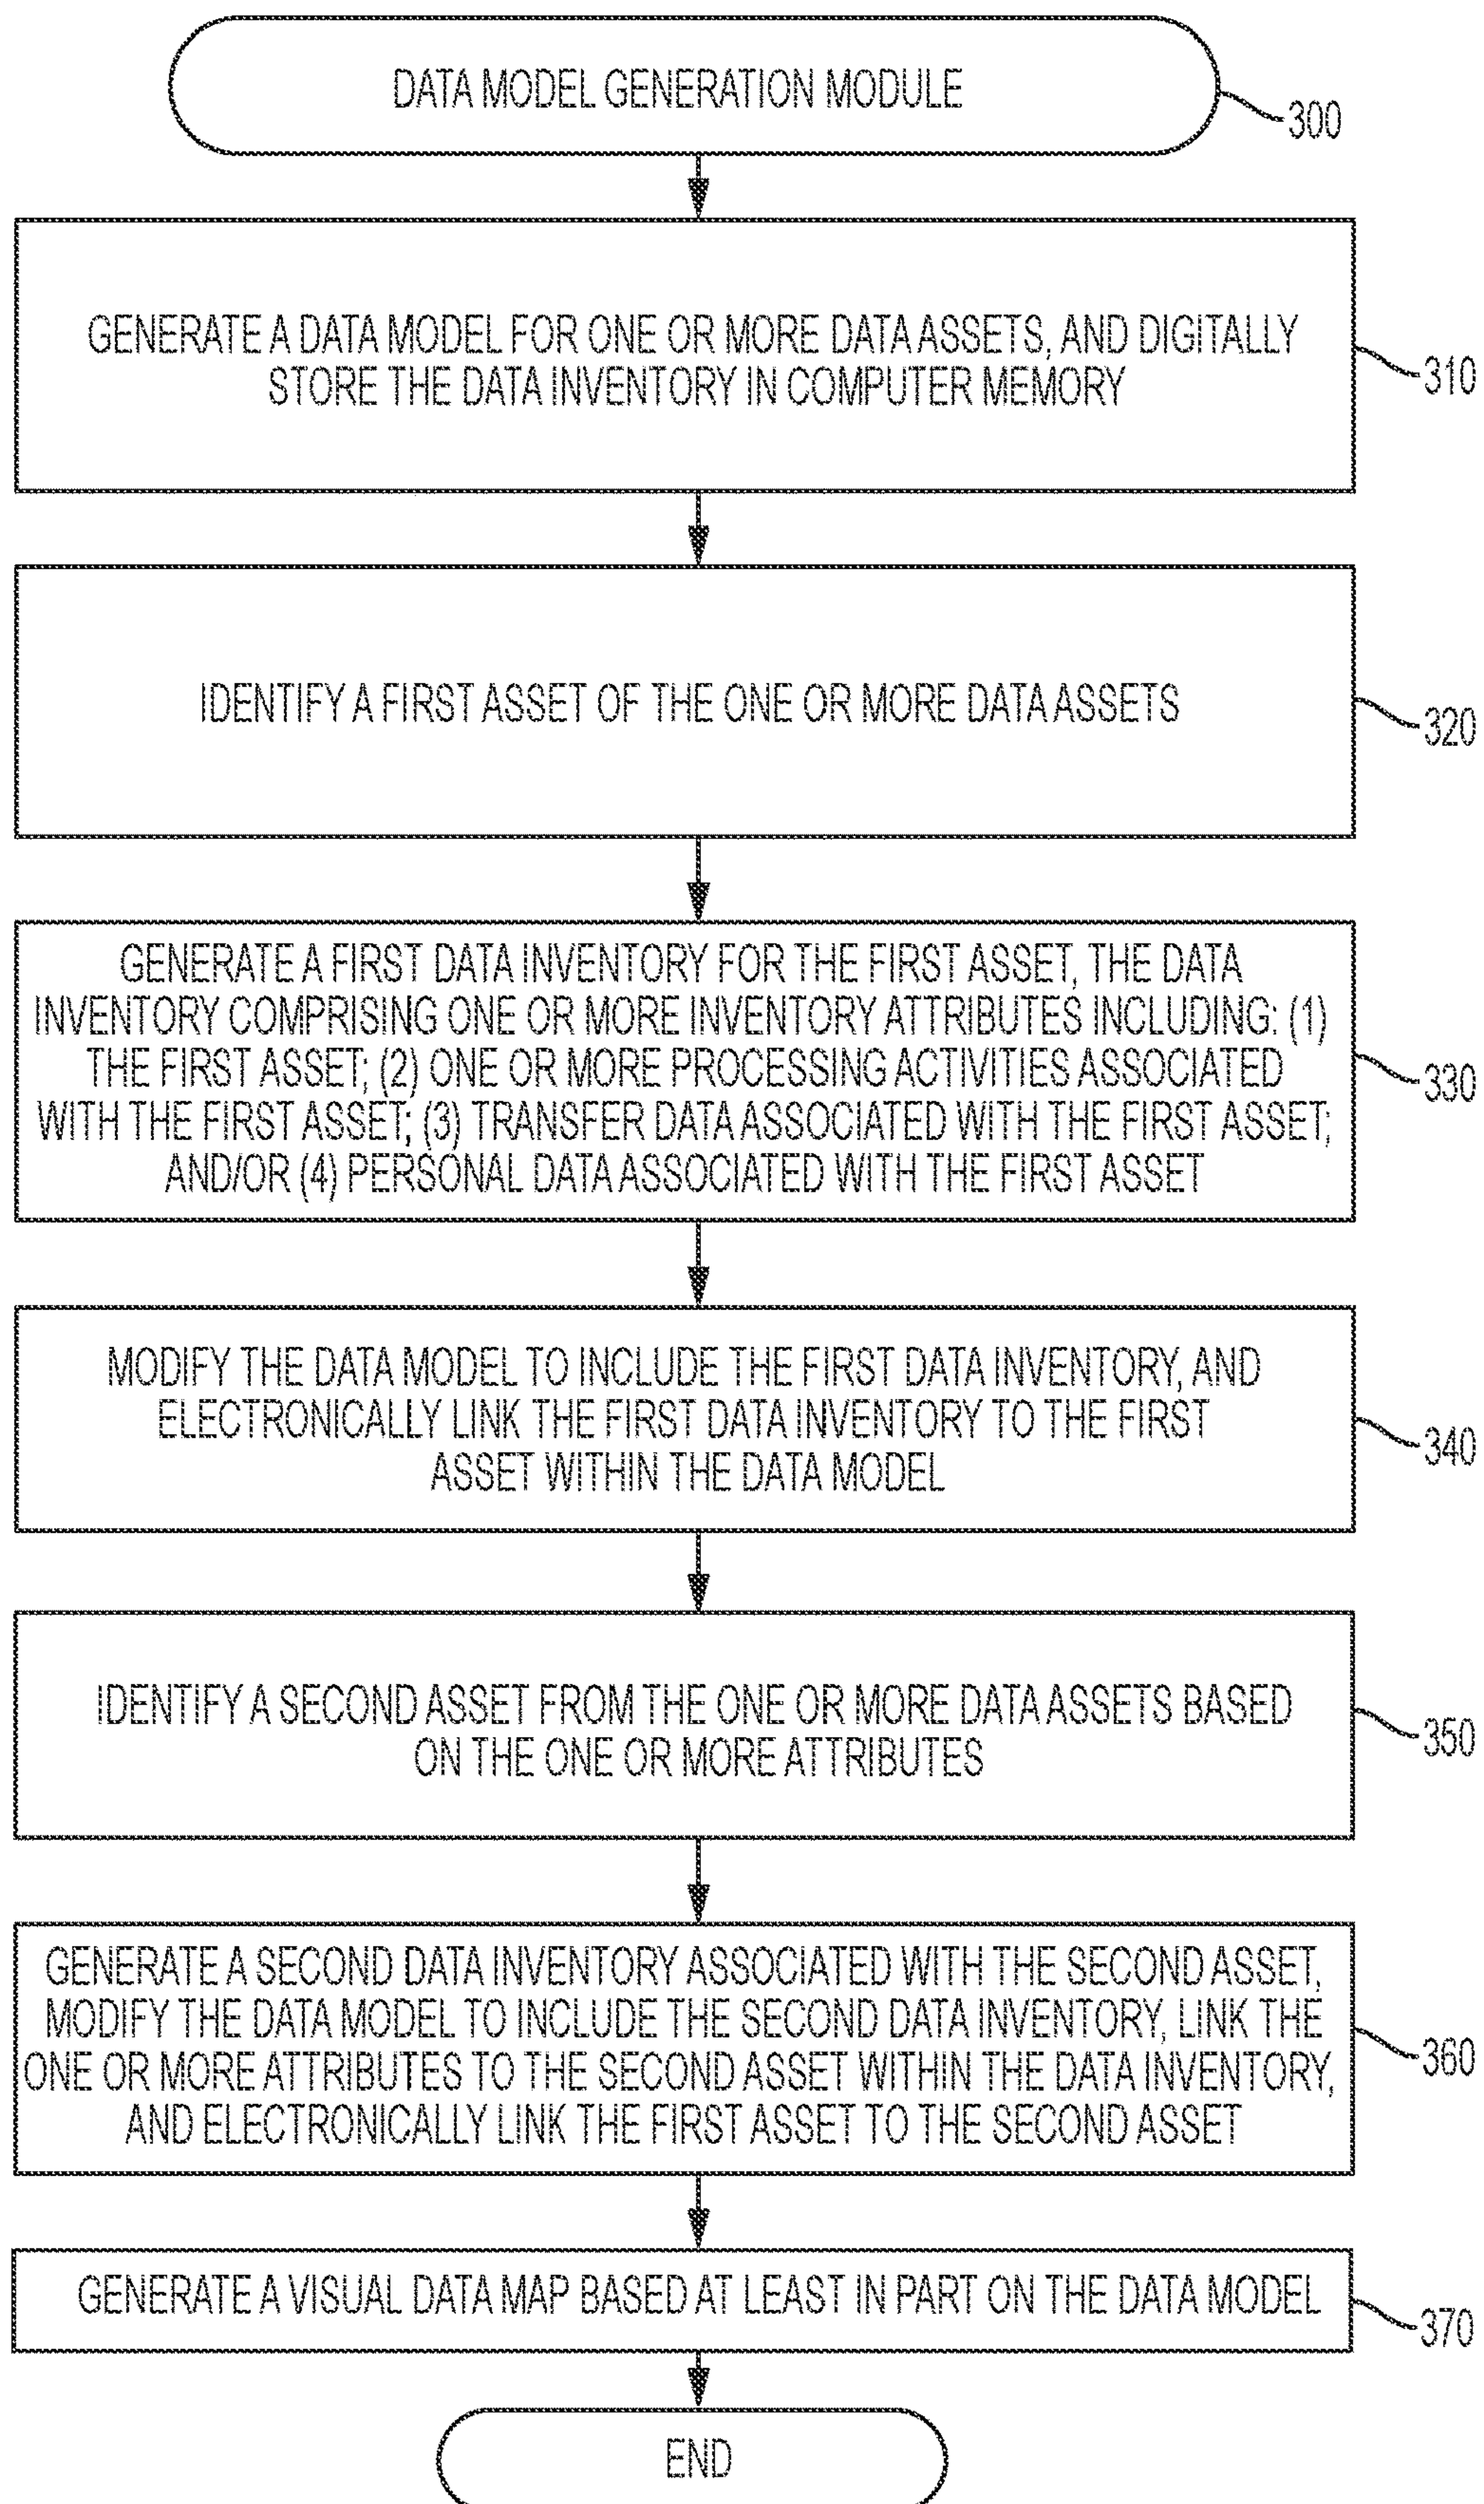 DATA MODEL GENERATION MODULE
300
GENERATE A DATA MODEL FOR ONE OR MORE DATA ASSETS, AND DIGITALLY
STORE THE DATA INVENTORY IN COMPUTER MEMORY
310
IDENTIFY A FIRST ASSET OF THE ONE OR MORE DATA ASSETS
320
GENERATE A FIRST DATA INVENTORY FOR THE FIRST ASSET, THE DATA
INVENTORY COMPRISING ONE OR MORE INVENTORY ATTRIBUTES INCLUDING: (1)
THE FIRST ASSET; (2) ONE OR MORE PROCESSING ACTIVITIES ASSOCIATED
WITH THE FIRST ASSET; (3) TRANSFER DATA ASSOCIATED WITH THE FIRST ASSET;
AND/OR (4) PERSONAL DATA ASSOCIATED WITH THE FIRST ASSET
330
MODIFY THE DATA MODEL TO INCLUDE THE FIRST DATA INVENTORY, AND
ELECTRONICALLY LINK THE FIRST DATA INVENTORY TO THE FIRST
ASSET WITHIN THE DATA MODEL
340
IDENTIFY A SECOND ASSET FROM THE ONE OR MORE DATA ASSETS BASED
ON THE ONE OR MORE ATTRIBUTES
350
GENERATE A SECOND DATA INVENTORY ASSOCIATED WITH THE SECOND ASSET,
MODIFY THE DATA MODEL TO INCLUDE THE SECOND DATA INVENTORY, LINK THE
ONE OR MORE ATTRIBUTES TO THE SECOND ASSET WITHIN THE DATA INVENTORY,
AND ELECTRONICALLY LINK THE FIRST ASSET TO THE SECOND ASSET
360
GENERATE A VISUAL DATA MAP BASED AT LEAST IN PART ON THE DATA MODEL
370
END